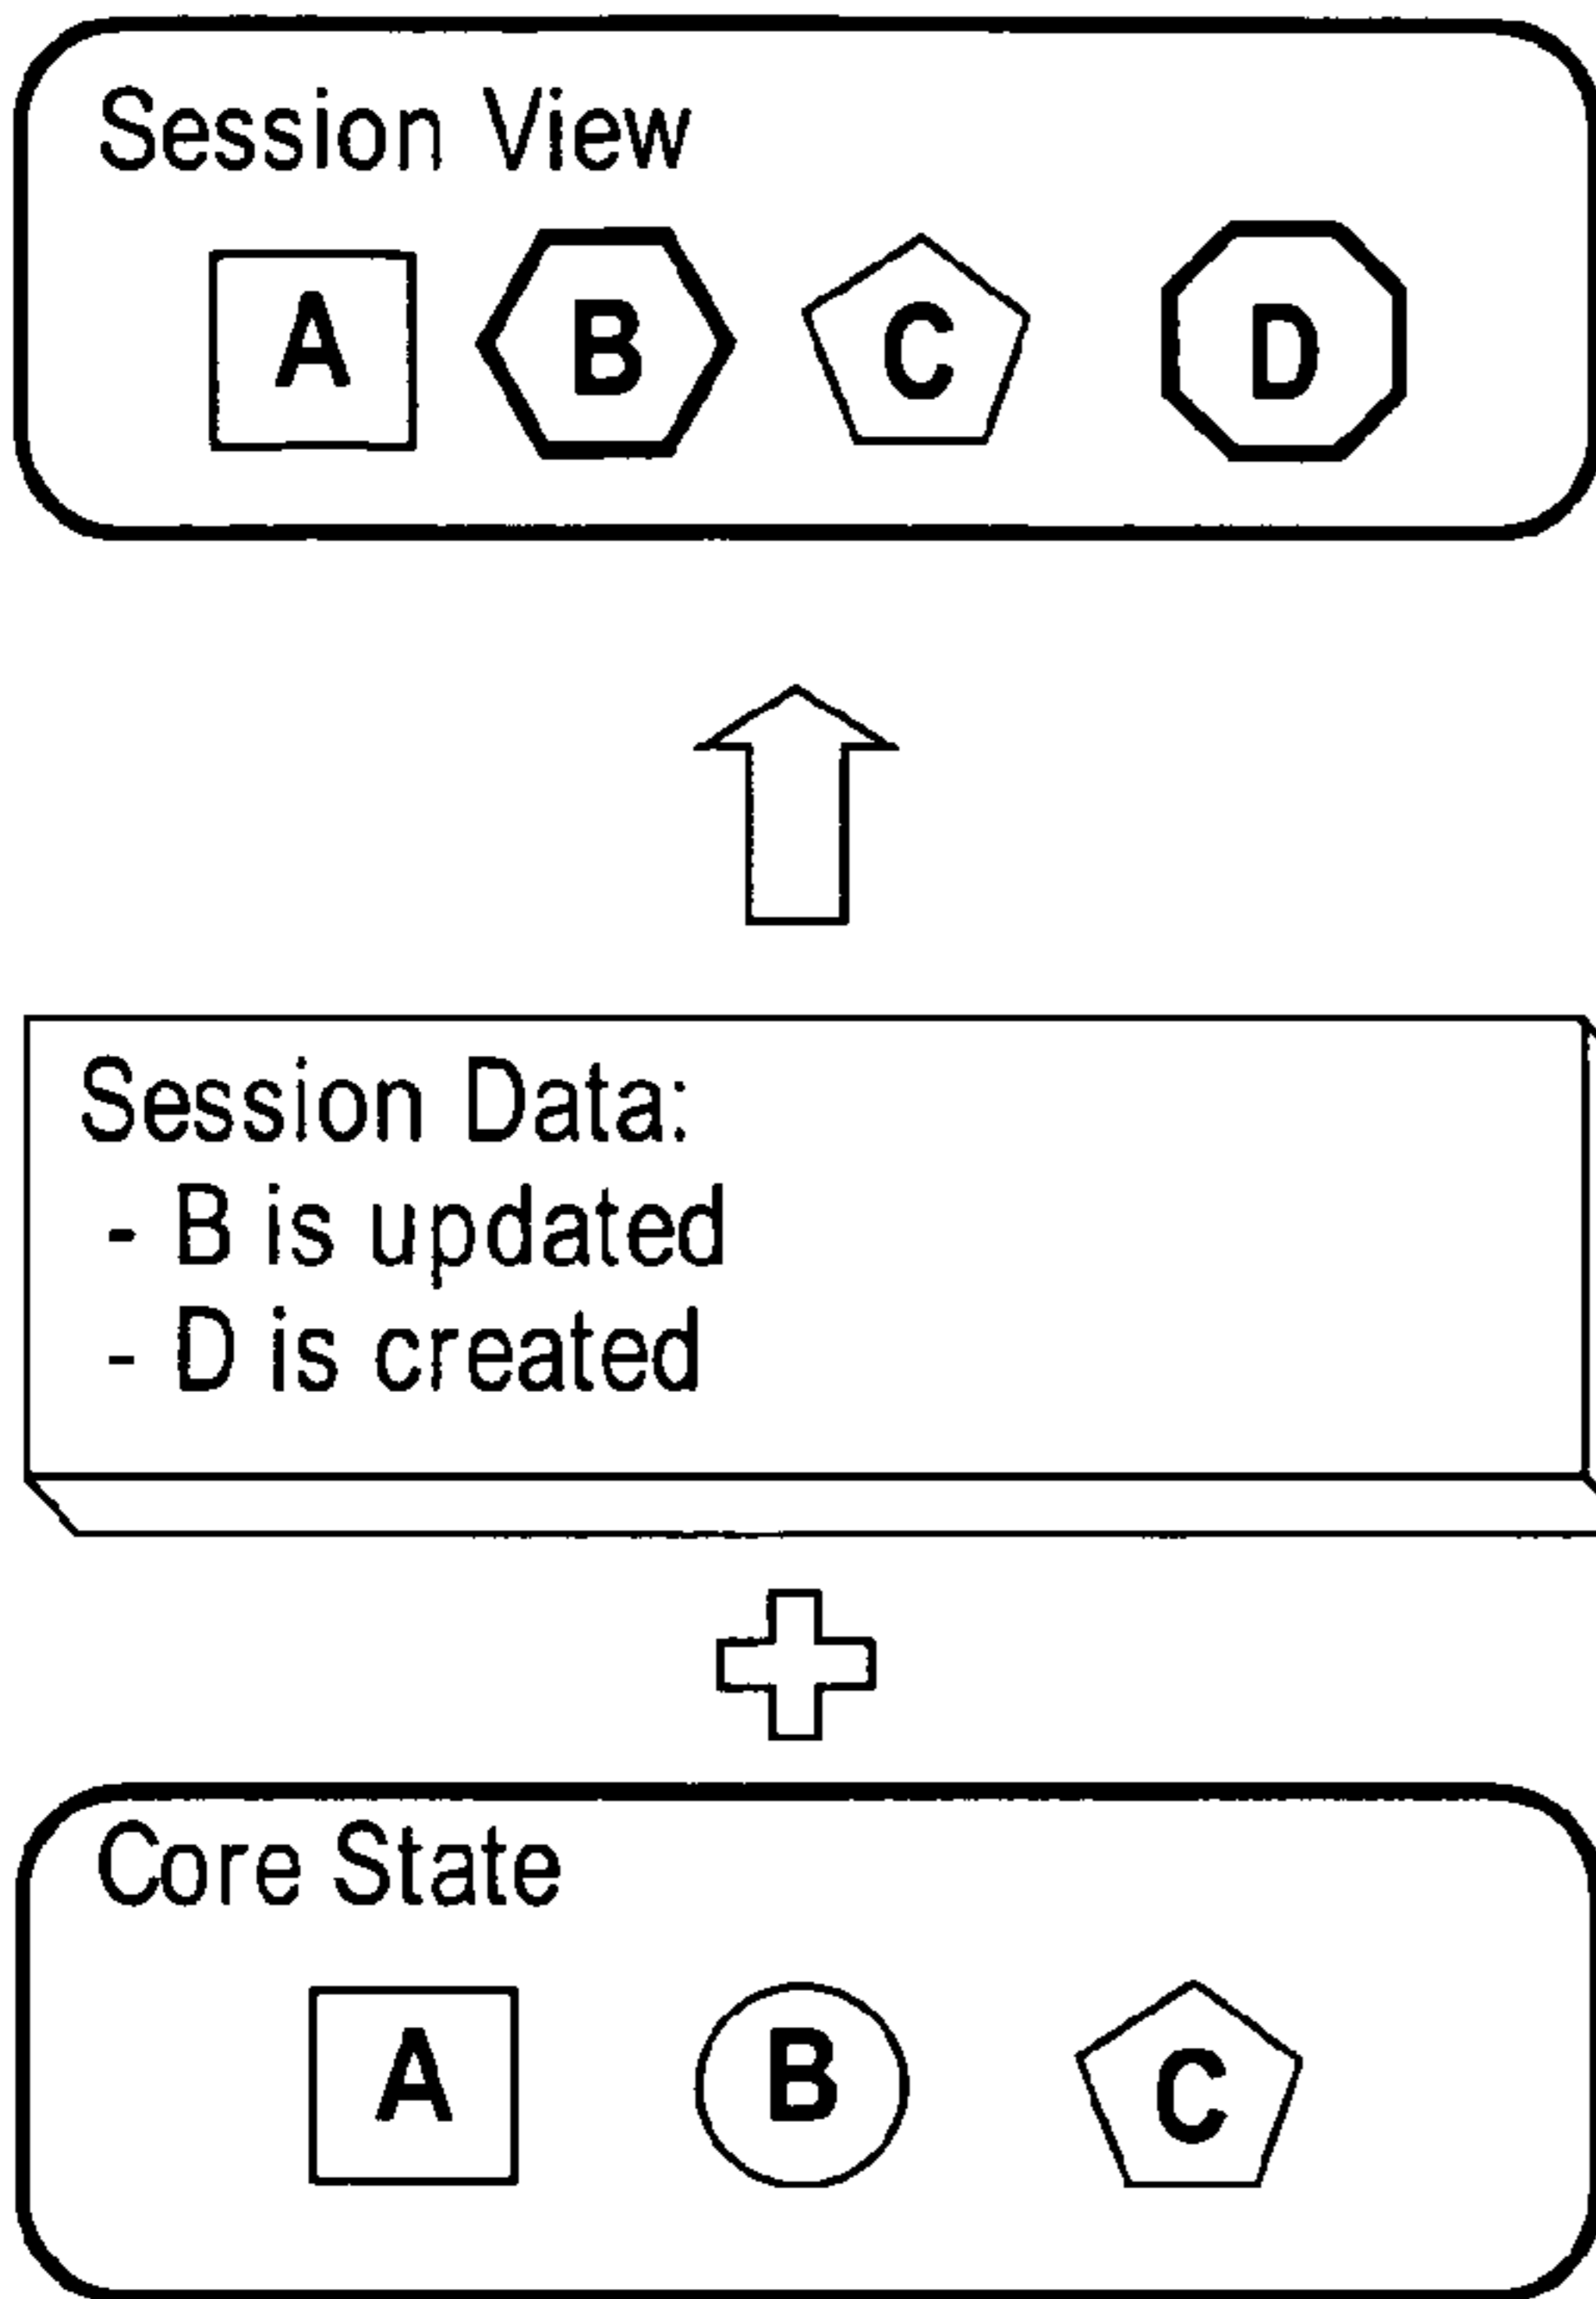 Session View
A B C D
Session Data:
- B is updated
- D is created
Core State
A B C